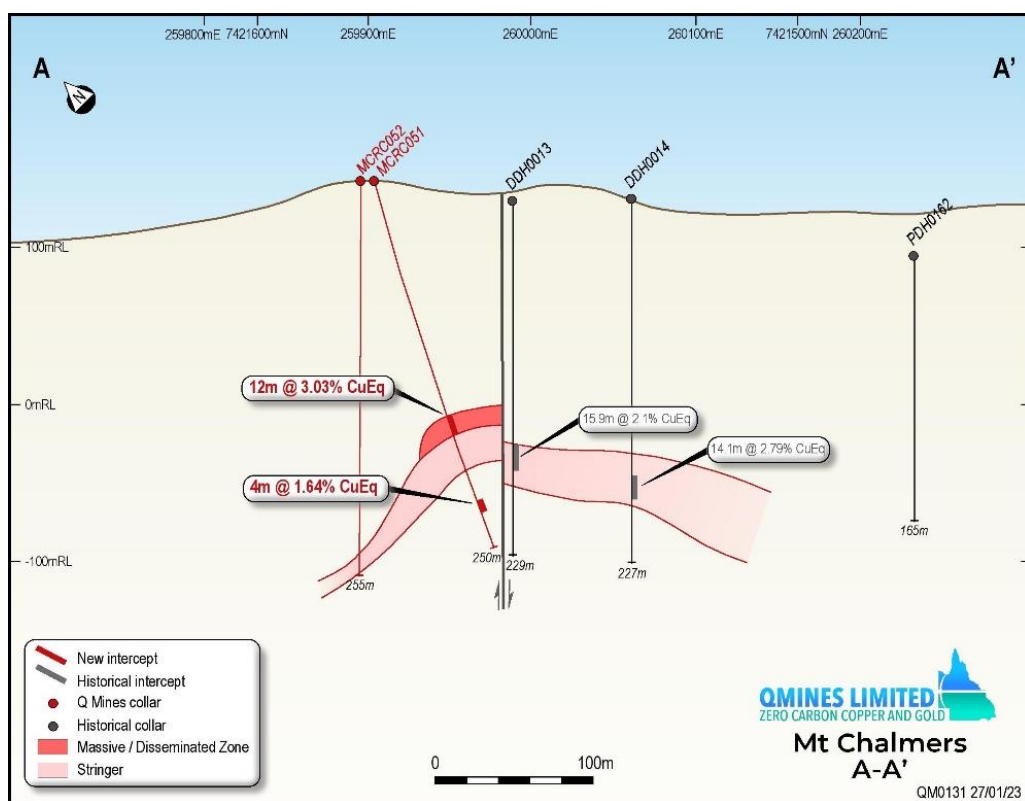 259800mE 7421600mN 259900mE 260000mE 260100mE 7421500mN 260200mE
A
A'
N
MCRC052
MCRC051
DDH0013
DDH0014
PDH0162
100mRL
12m @ 3.03% CuEq
0mRL
15.9m @ 2.1% CuEq
14.1m @ 2.79% CuEq
4m @ 1.64% CuEq
165m
250m
229m
-100mRL
227m
255m
New intercept
Historical intercept
Q Mines collar
Historical collar
Massive / Disseminated Zone
Stringer
0
100m
QMINES LIMITED
ZERO CARBON COPPER AND GOLD
Mt Chalmers
A-A'
QM0131 27/01/23